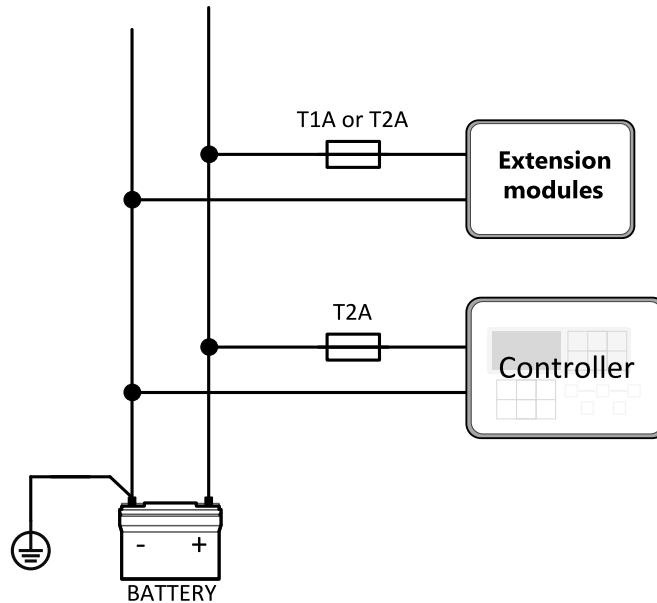 T1A or T2A
Extension
modules
T2A
Controller
- +
BATTERY